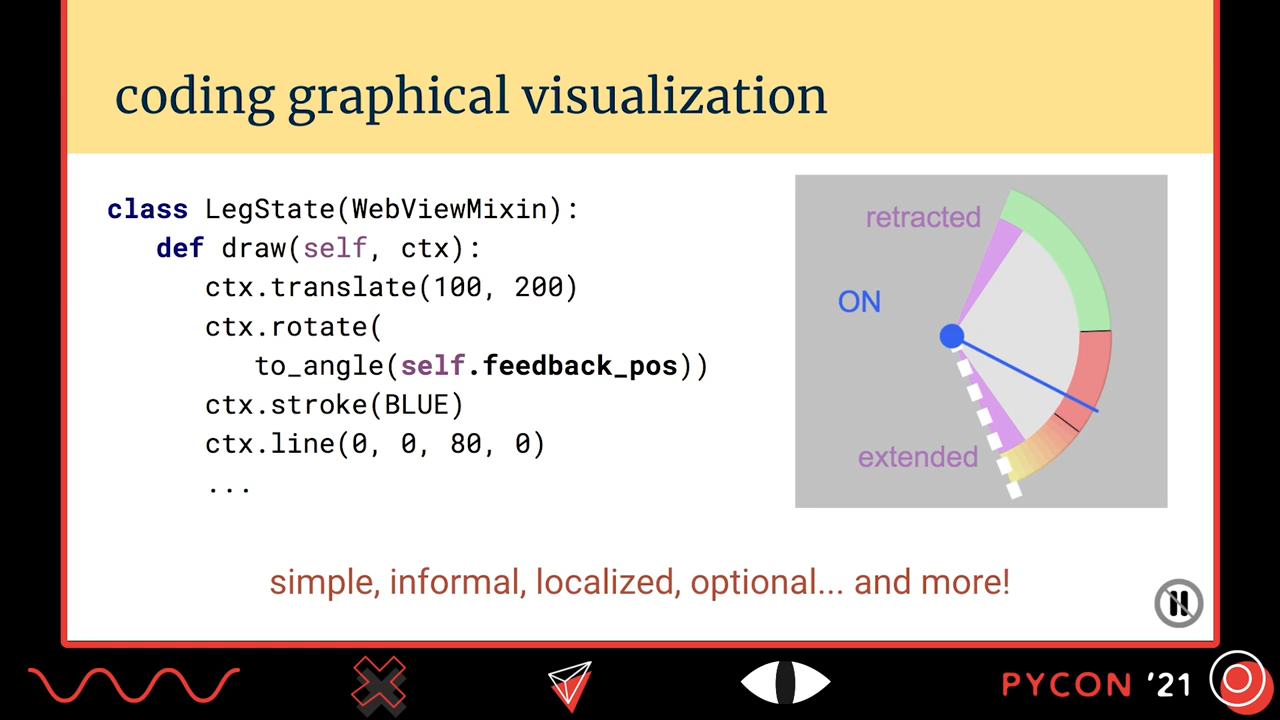 coding graphical visualization
class LegState(WebViewMixin):
def draw(self, ctx):
ctx.translate(100, 200)
ctx.rotate(
to_angle(self.feedback_pos))
ctx.stroke(BLUE)
ctx.line(0, 0, 80, 0)
...
retracted
ON
extended
simple, informal, localized, optional... and more!
PYCON '21